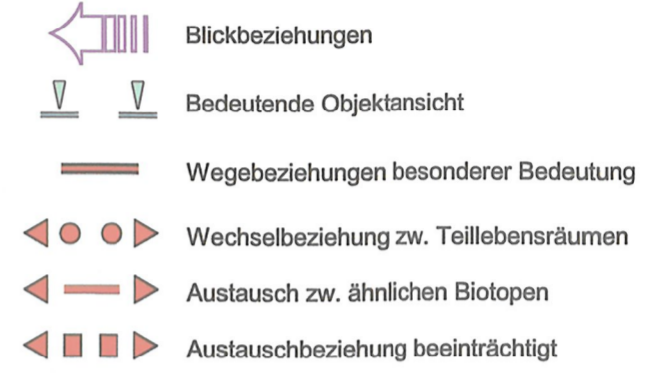 Blickbeziehungen
Bedeutende Objektansicht
Wegebeziehungen besonderer Bedeutung
Wechselbeziehung zw. Teillebensräumen
Austausch zw. ähnlichen Biotopen
Austauschbeziehung beeinträchtigt